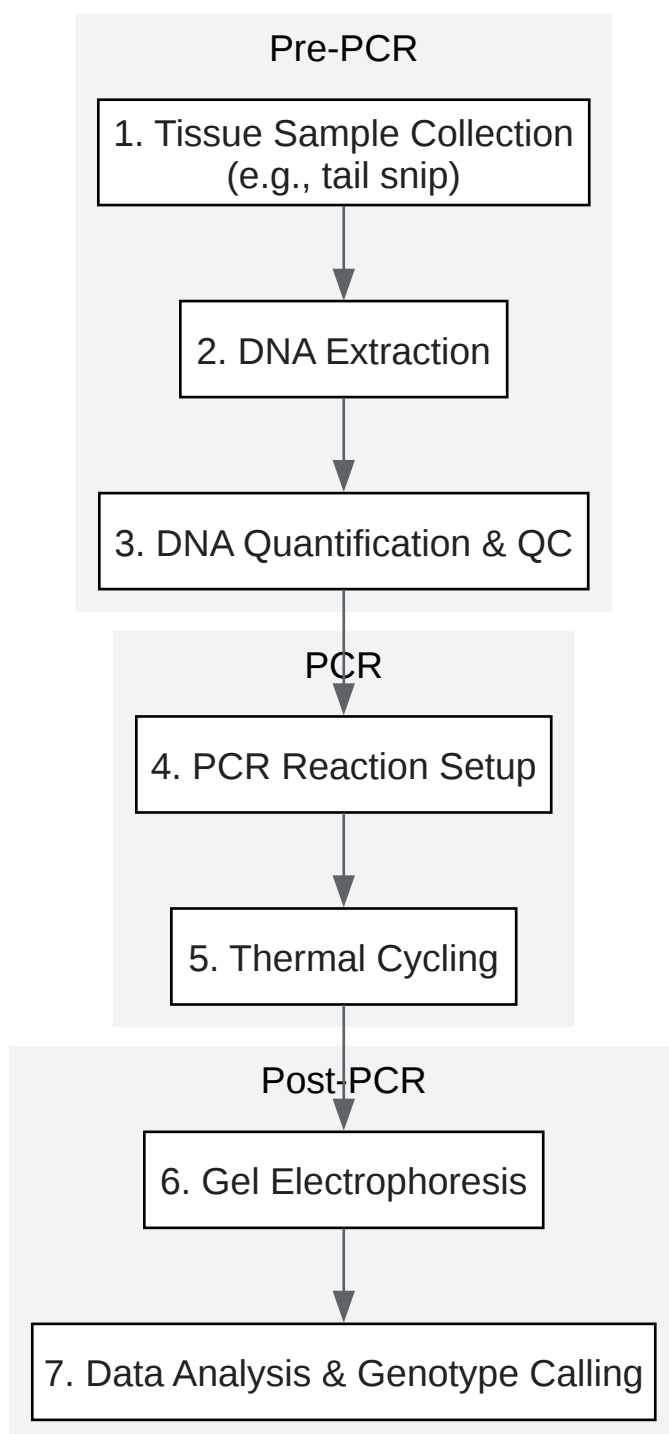 Pre-PCR
1. Tissue Sample Collection
(e.g., tail snip)
2. DNA Extraction
3. DNA Quantification & QC
PCR
4. PCR Reaction Setup
5. Thermal Cycling
Post-PCR
6. Gel Electrophoresis
7. Data Analysis & Genotype Calling